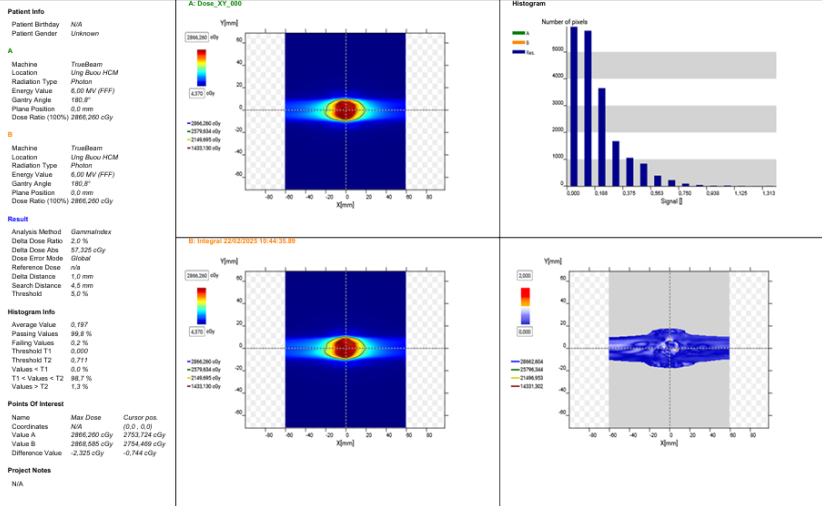 Patient Info
Patient Birthday N/A
Patient Gender Unknown
A
Machine TrueBeam
Location Ung Buou HCM
Radiation Type Photon
Energy Value 6,00 MV (FFF)
Gantry Angle 180,8°
Plane Position 0,0 mm
Dose Ratio (100%) 2866,260 cGy
B
Machine TrueBeam
Location Ung Buou HCM
Radiation Type Photon
Energy Value 6,00 MV (FFF)
Gantry Angle 180,8°
Plane Position 0,0 mm
Dose Ratio (100%) 2866,260 cGy
Result
Analysis Method GammaIndex
Delta Dose Ratio 2,0 %
Delta Dose Abs 57,325 cGy
Dose Error Mode Global
Reference Dose n/a
Delta Distance 1,0 mm
Search Distance 4,5 mm
Threshold 5,0 %
Histogram Info
Average Value 0,197
Passing Values 99,8 %
Failing Values 0,2 %
Threshold T1 0,000
Threshold T2 0,711
Values < T1 0,0 %
T1 < Values < T2 98,7 %
Values > T2 1,3 %
Points Of Interest
Name Max Dose Cursor pos.
Coordinates N/A (0,0 , 0,0)
Value A 2866,260 cGy 2753,724 cGy
Value B 2868,585 cGy 2754,469 cGy
Difference Value -2,325 cGy -0,744 cGy
Project Notes
N/A
A: Dose_XY_000
Y[mm]
2866,260 cGy
4,370 cGy
2866,260 cGy
2579,634 cGy
2149,695 cGy
1433,130 cGy
60
40
20
0
-20
-40
-60
-80 -60 -40 -20 0 20 40 60 80
X[mm]
Histogram
Number of pixels
A
B
Res.
5000
4000
3000
2000
1000
0
0,000 0,188 0,375 0,563 0,750 0,938 1,125 1,313
Signal []
B: Integral 22/02/2025 10:44:35.89
Y[mm]
2866,260 cGy
4,370 cGy
2866,260 cGy
2579,634 cGy
2149,695 cGy
1433,130 cGy
60
40
20
0
-20
-40
-60
-80 -60 -40 -20 0 20 40 60 80
X[mm]
Y[mm]
2,000
0,000
28662,604
25796,344
21496,953
14331,302
60
40
20
0
-20
-40
-60
-80 -60 -40 -20 0 20 40 60 80
X[mm]